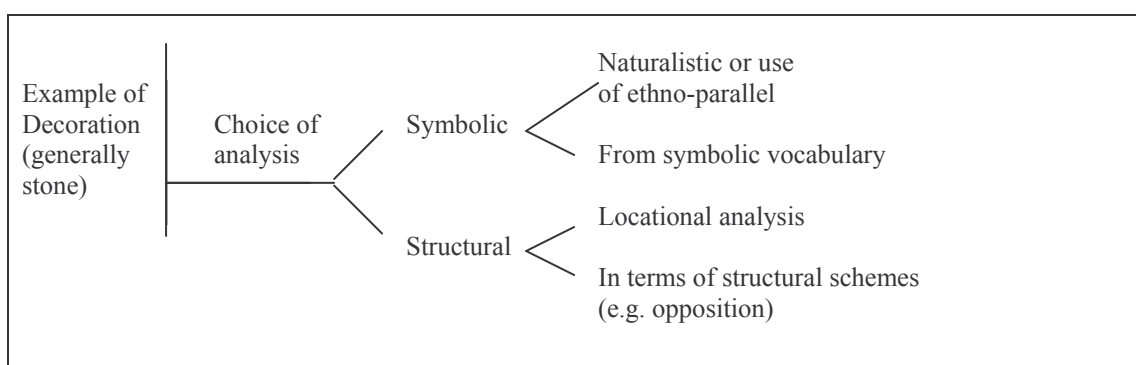 Example of
Decoration
(generally
stone)
Choice of
analysis
Symbolic
Naturalistic or use
of ethno-parallel
From symbolic vocabulary
Structural
Locational analysis
In terms of structural schemes
(e.g. opposition)